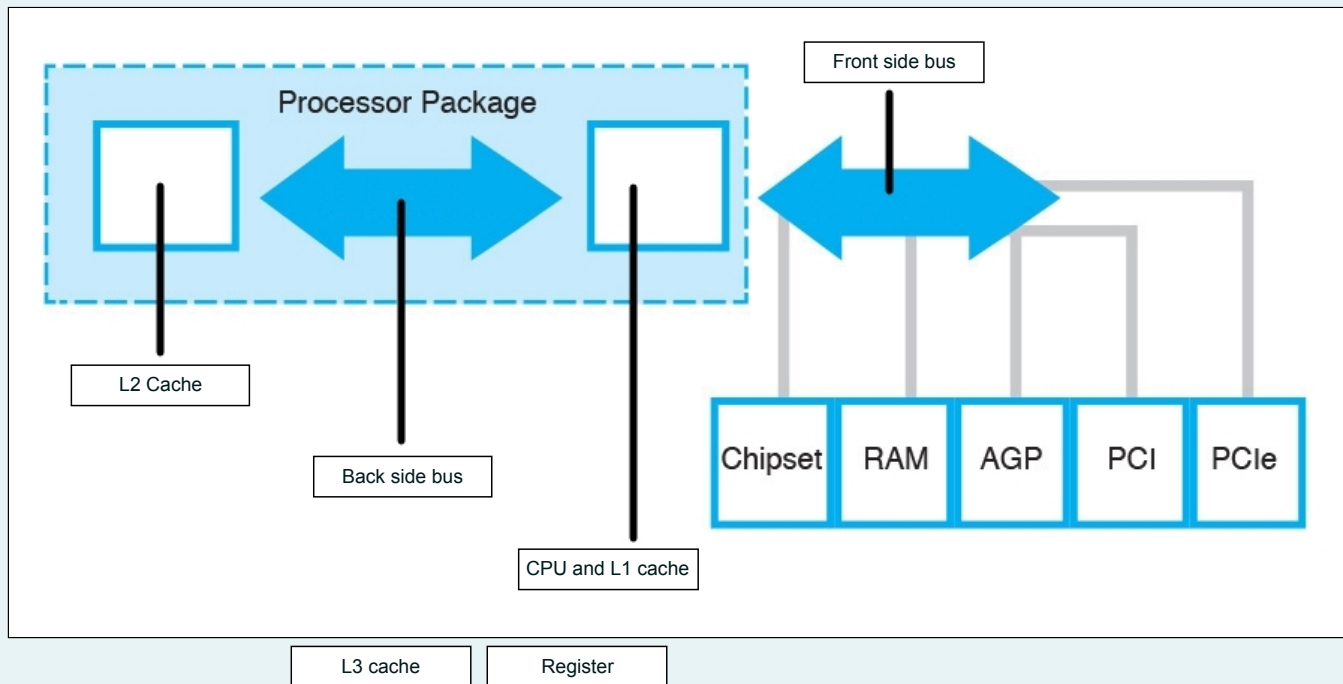 Front side bus
Processor Package
L2 Cache
Back side bus
Chipset RAM AGP PCI PCIe
CPU and L1 cache
L3 cache Register